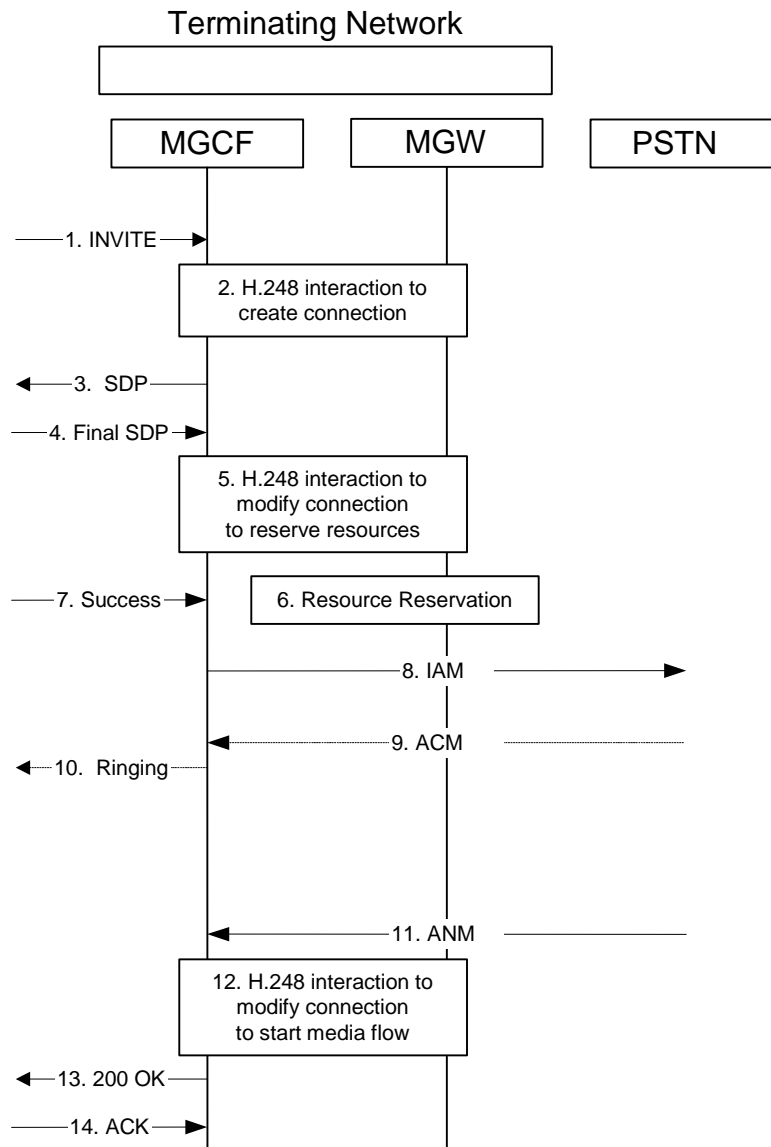 Terminating Network
MGCF
MGW
PSTN
1. INVITE
2. H.248 interaction to
create connection
3. SDP
4. Final SDP
5. H.248 interaction to
modify connection
to reserve resources
7. Success
6. Resource Reservation
8. IAM
9. ACM
10. Ringing
11. ANM
12. H.248 interaction to
modify connection
to start media flow
13. 200 OK
14. ACK